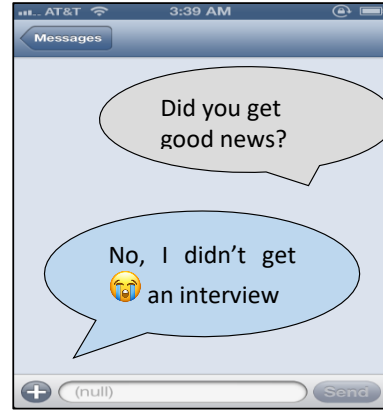 AT&T 3:39 AM
Messages
Did you get
good news?
No, I didn't get
😭 an interview
(null) Send